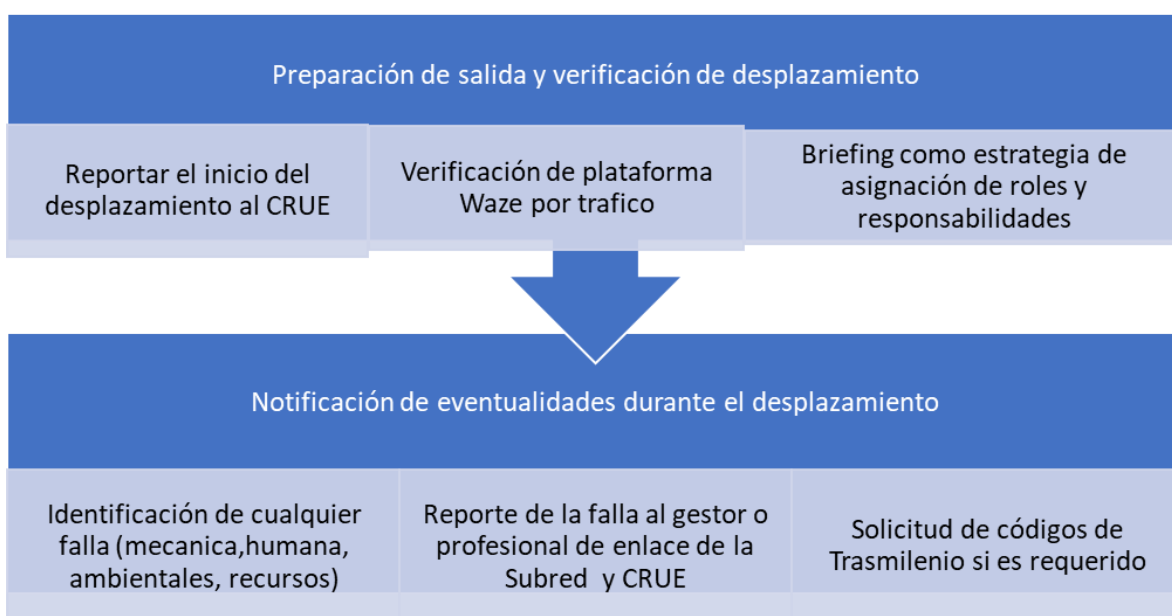 Preparación de salida y verificación de desplazamiento
Reportar el inicio del
desplazamiento al CRUE
Verificación de plataforma
Waze por trafico
Briefing como estrategia de
asignación de roles y
responsabilidades
Notificación de eventualidades durante el desplazamiento
Identificación de cualquier
falla (mecanica,humana,
ambientales, recursos)
Reporte de la falla al gestor o
profesional de enlace de la
Subred y CRUE
Solicitud de códigos de
Trasmilenio si es requerido